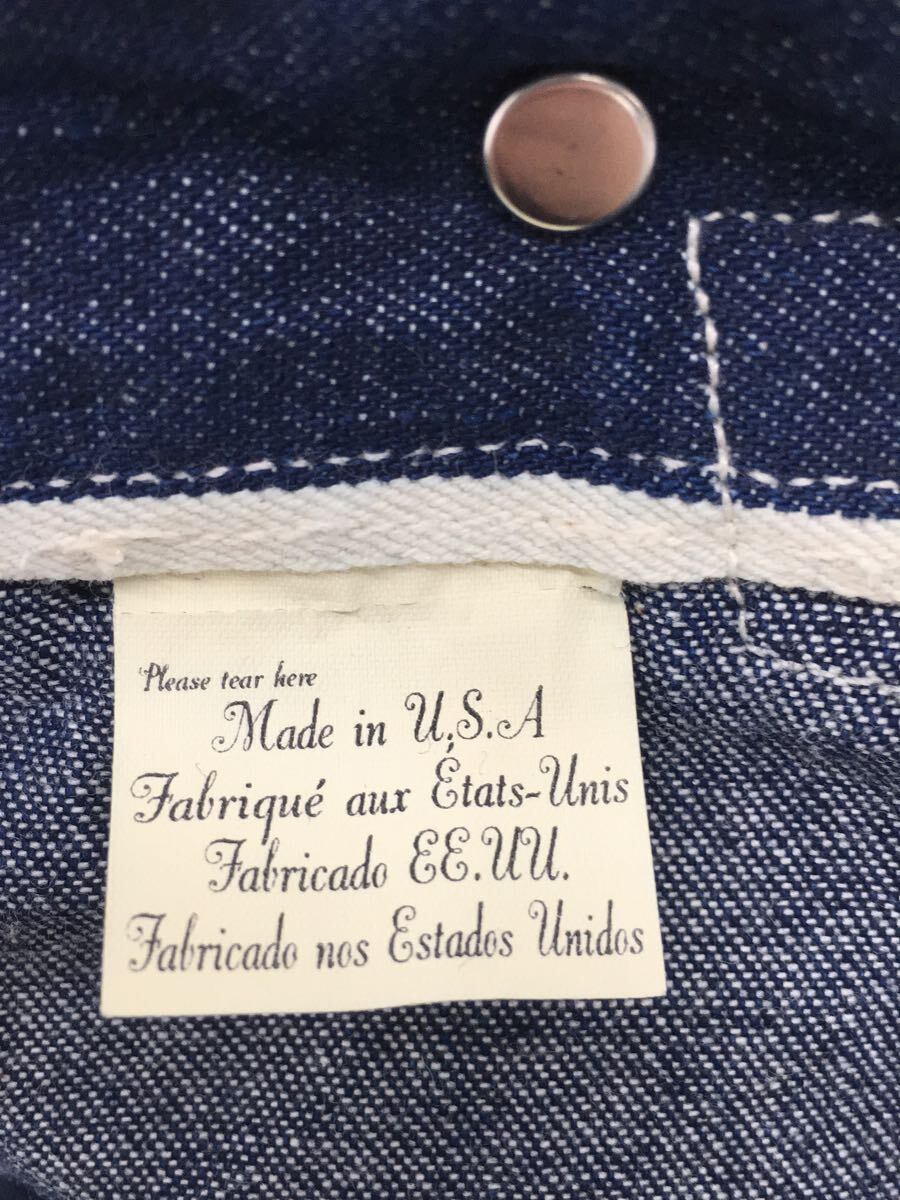 Please tear here
Made in U.S.A
Fabriqué aux États-Unis
Fabricado EE.UU.
Fabricado nos Estados Unidos